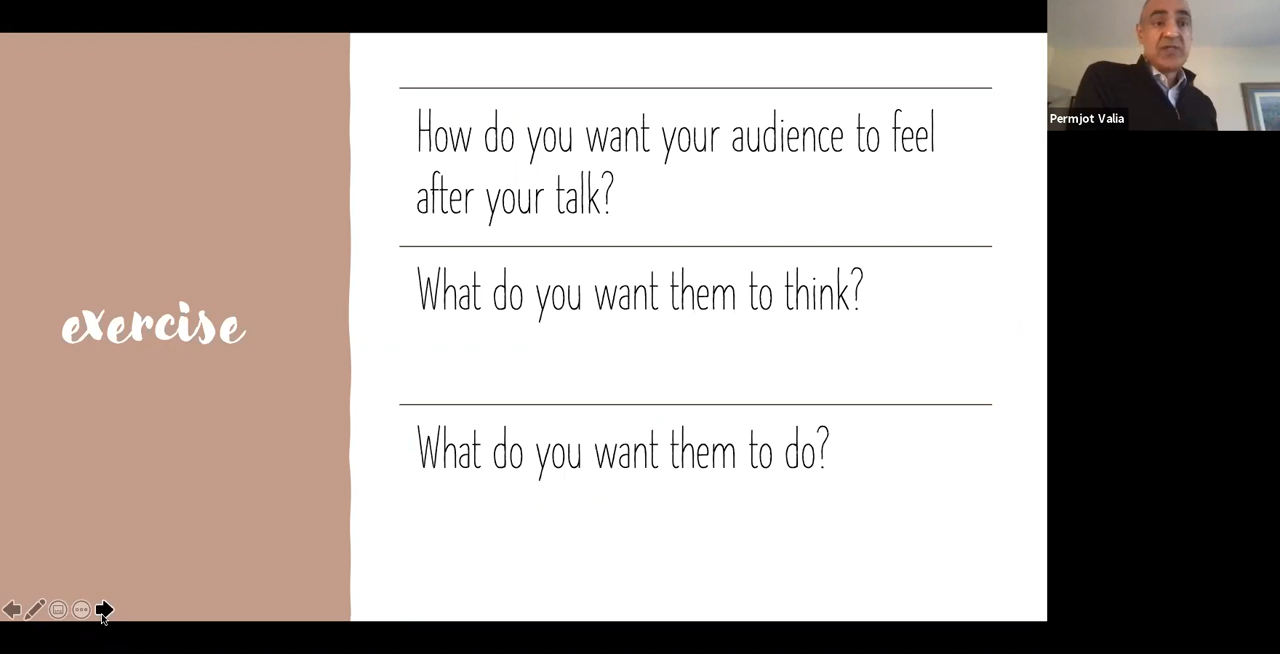 exercise
How do you want your audience to feel
after your talk?
What do you want them to think?
What do you want them to do?
Permjot Valia